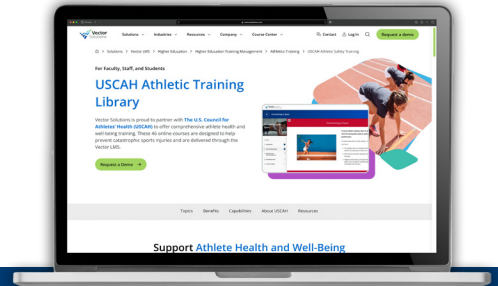 Vector Solutions
Solutions Industries Resources Company Course Center Contact Log In Request a demo
> Solutions > Vector LMS > Higher Education > Higher Education Training Management > Athletics Training > USCAH Athlete Safety Training
For Faculty, Staff, and Students
USCAH Athletic Training
Library
Vector Solutions is proud to partner with The U.S. Council for
Athletes' Health (USCAH) to offer comprehensive athlete health and
well-being training. These 46 online courses are designed to help
prevent catastrophic sports injuries and are delivered through the
Vector LMS.
Request a Demo →
Topics Benefits Capabilities About USCAH Resources
Support Athlete Health and Well-Being